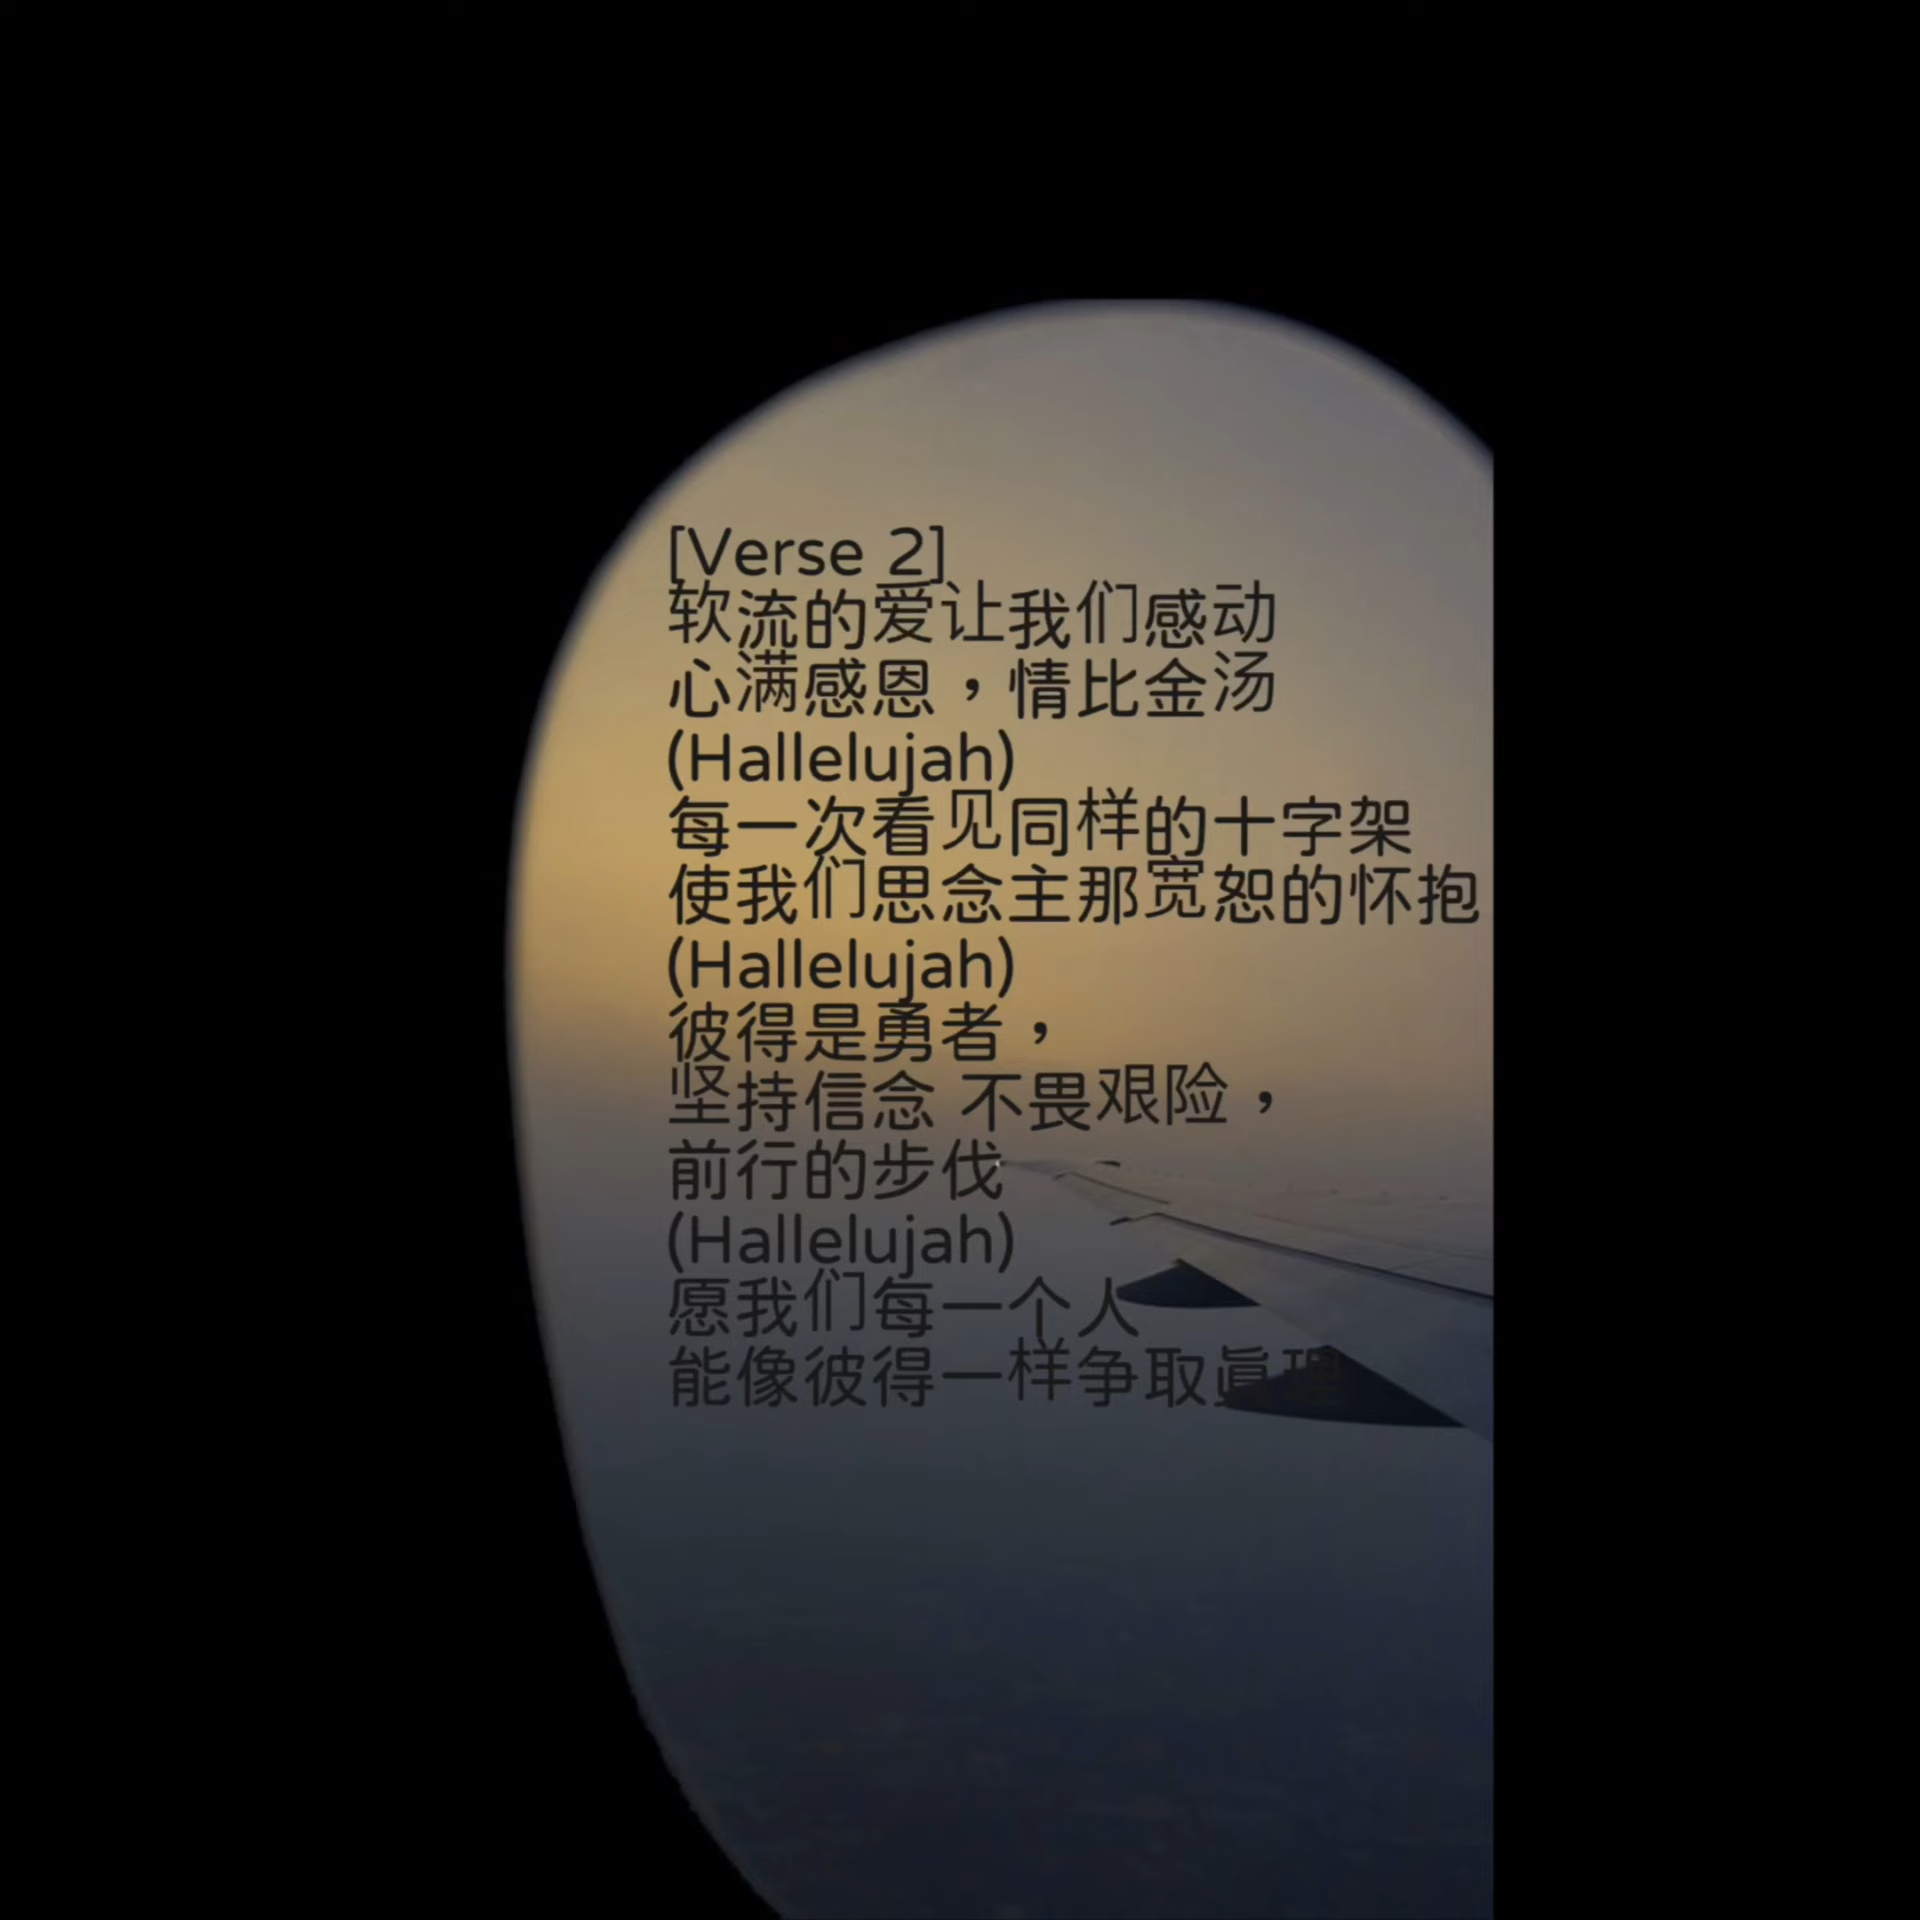 [Verse 2]
软流的爱让我们感动
心满感恩，情比金汤
(Hallelujah)
每一次看见同样的十字架
使我们思念主那宽恕的怀抱
(Hallelujah)
彼得是勇者，
坚持信念 不畏艰险，
前行的步伐
(Hallelujah)
愿我们每一个人
能像彼得一样争取眞理